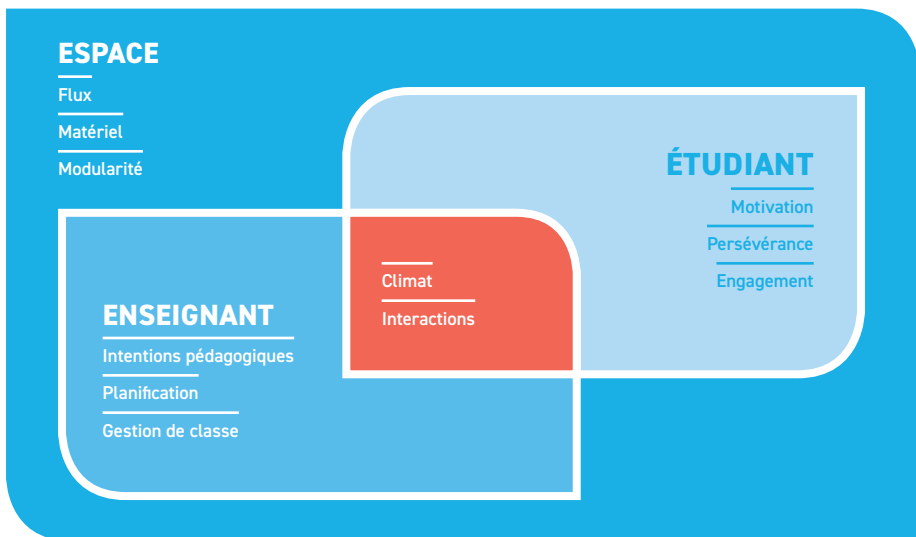 ESPACE
Flux
Matériel
Modularité
ÉTUDIANT
Motivation
Persévérance
Engagement
Climat
Interactions
ENSEIGNANT
Intentions pédagogiques
Planification
Gestion de classe